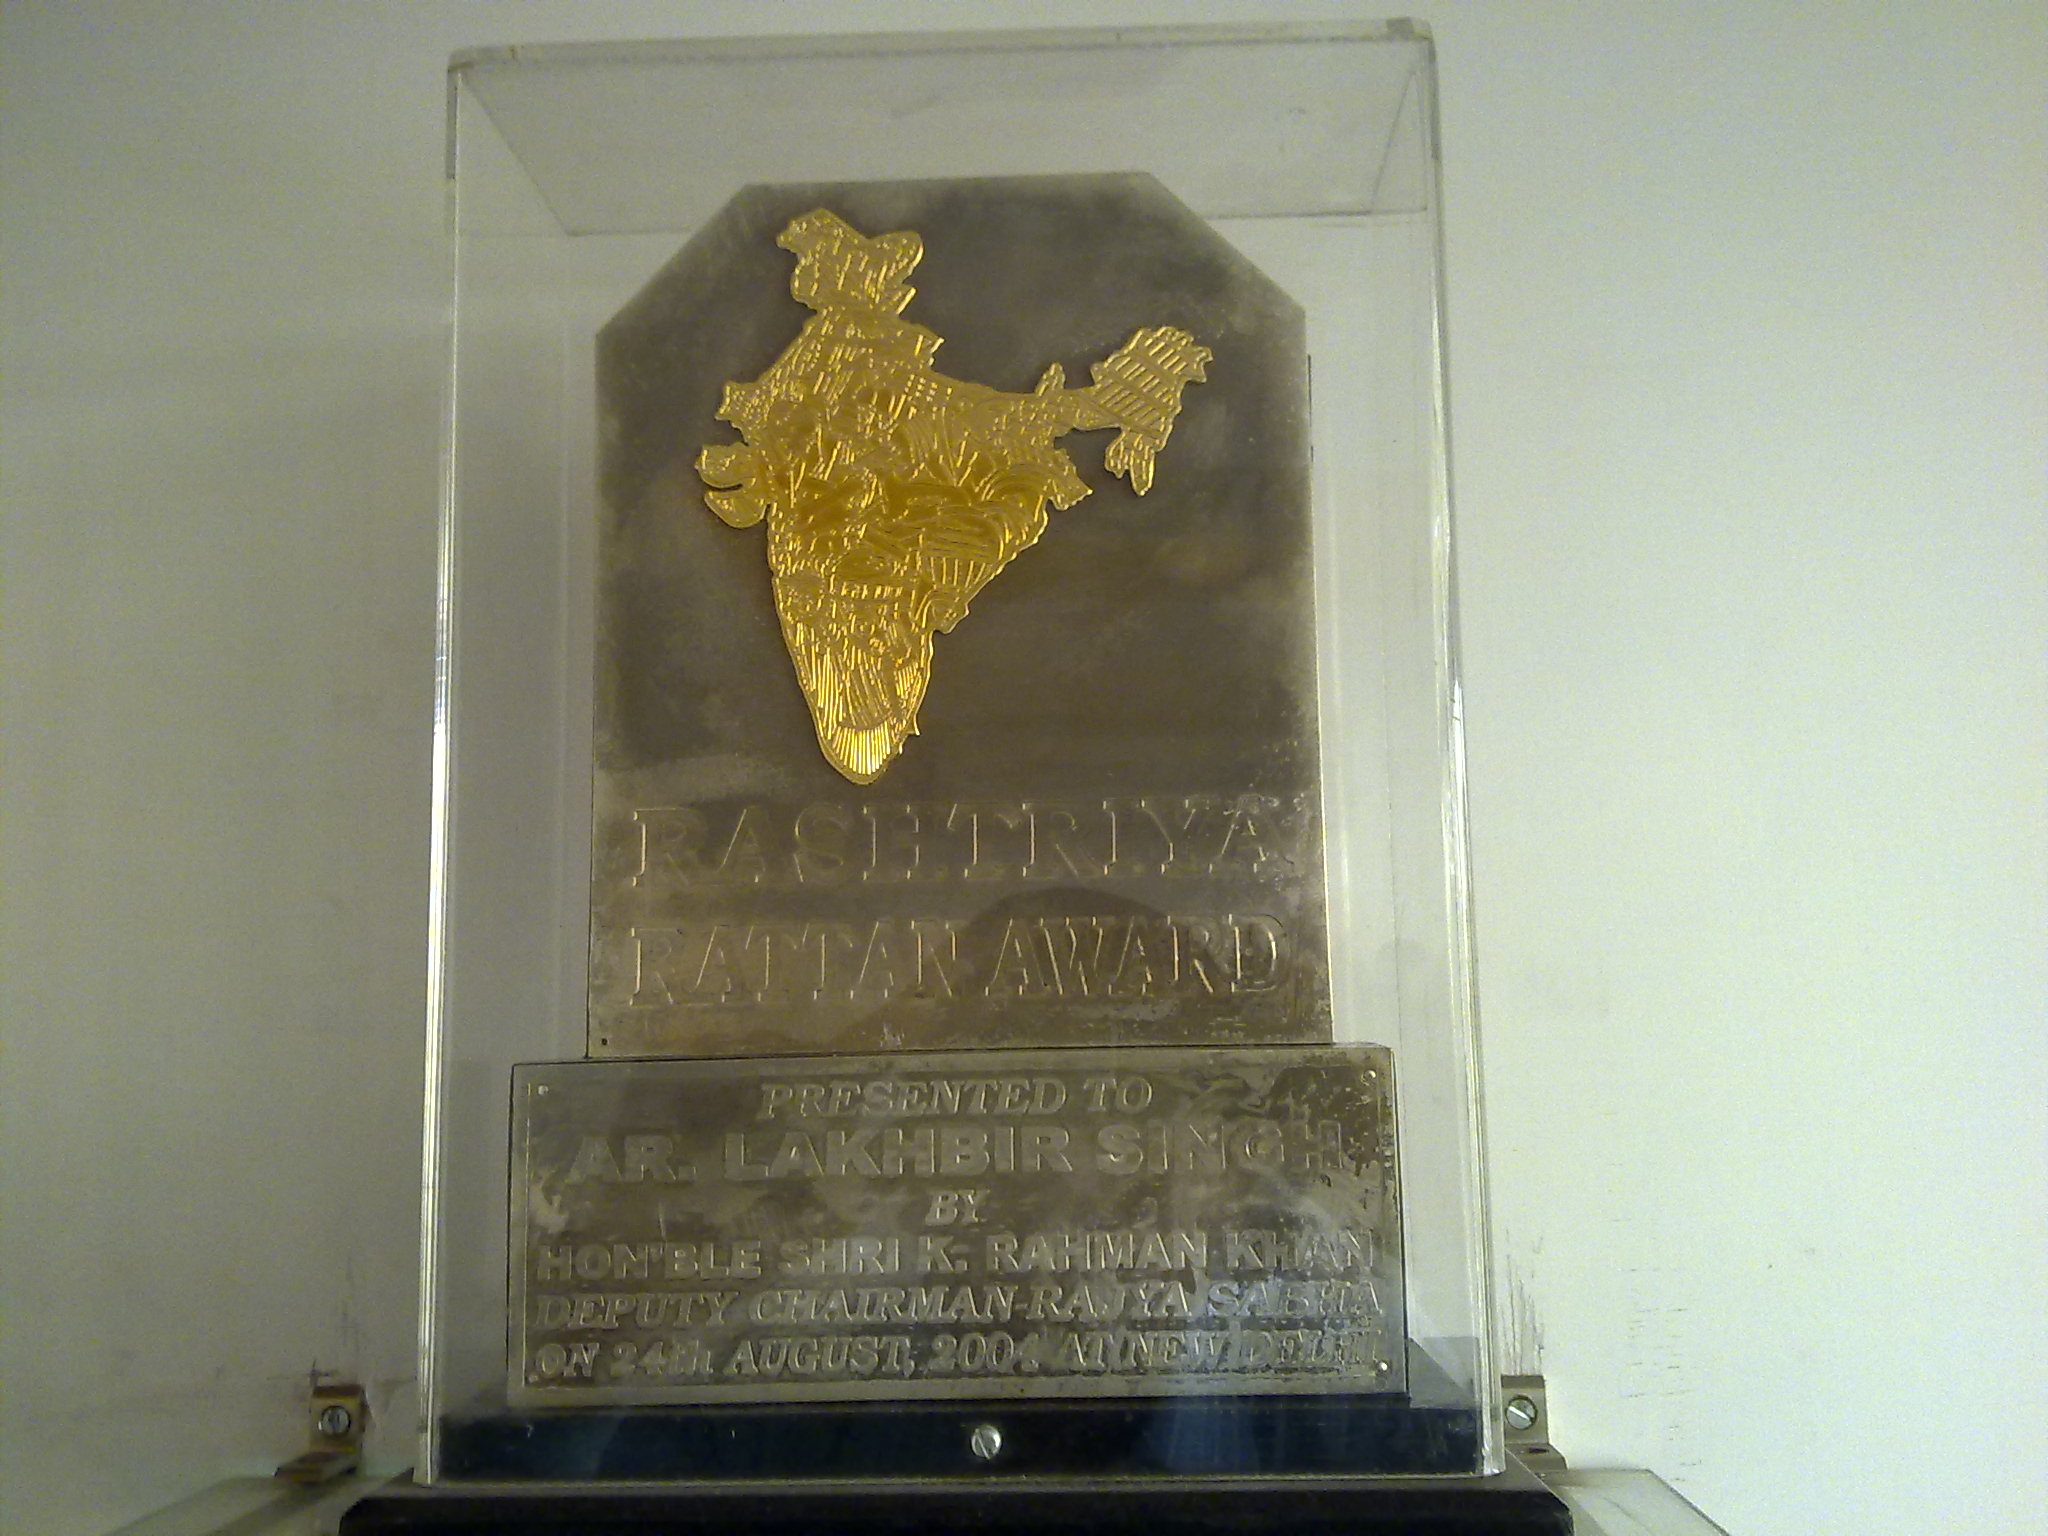 RASHTRIYA
RATTAN AWARD
PRESENTED TO
AR. LAKHBIR SINGH
BY
HON'BLE SHRI K. RAHMAN KHAN
DEPUTY CHAIRMAN-RAJYA SABHA
ON 24th AUGUST, 2004 AT NEW DELHI